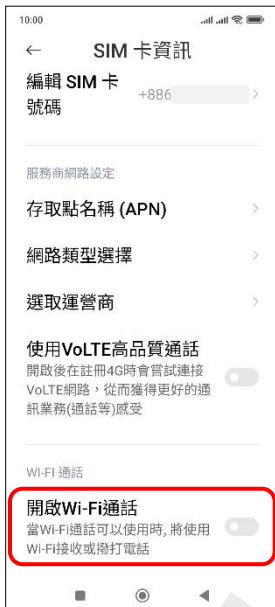 10:00
SIM 卡資訊
編輯 SIM 卡
號碼
+886
服務商網路設定
存取點名稱 (APN)
網路類型選擇
選取運營商
使用VoLTE高品質通話
開啟後在註冊4G時會嘗試連接
VoLTE網路，從而獲得更好的通
訊業務(通話等)感受
WI-FI 通話
開啟Wi-Fi通話
當Wi-Fi通話可以使用時, 將使用
Wi-Fi接收或撥打電話